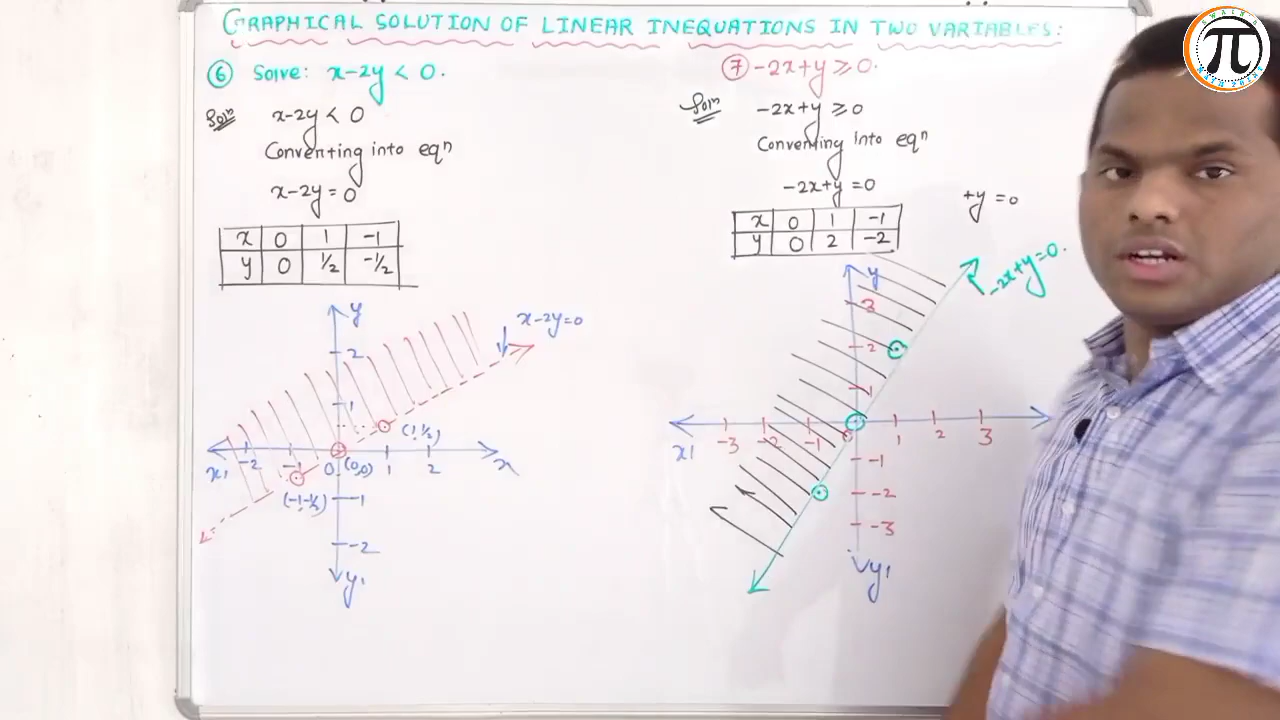 GRAPHICAL SOLUTION OF LINEAR INEQUATIONS IN TWO VARIABLES:
⑥ Solve: x-2y < 0.
Solⁿ x-2y < 0
Converting into eqⁿ
x-2y = 0
x 0 1 -1
y 0 1/2 -1/2
y
x-2y=0
2
1
(1,1/2)
x1 -2 -1 0 (0,0) 1 2 x
(-1,-1/2) -1
-2
y1
⑦ -2x+y ≥ 0.
Solⁿ -2x+y ≥ 0
Converting into eqⁿ
-2x+y = 0
+y = 0
x 0 1 -1
y 0 2 -2
y
-2x+y=0.
3
2
1
x1 -3 -2 -1 1 2 3
-1
-2
-3
y1
SWAIN'S
π
MATH ZONE